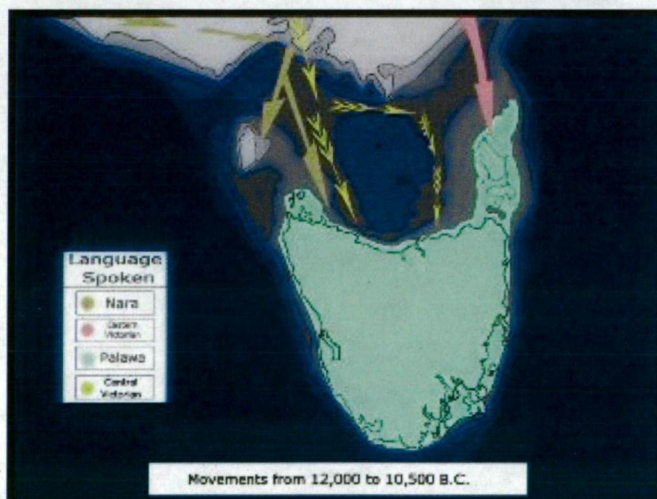 Language
Spoken
Nara
Eastern
Victorian
Palawa
Central
Victorian
Movements from 12,000 to 10,500 B.C.